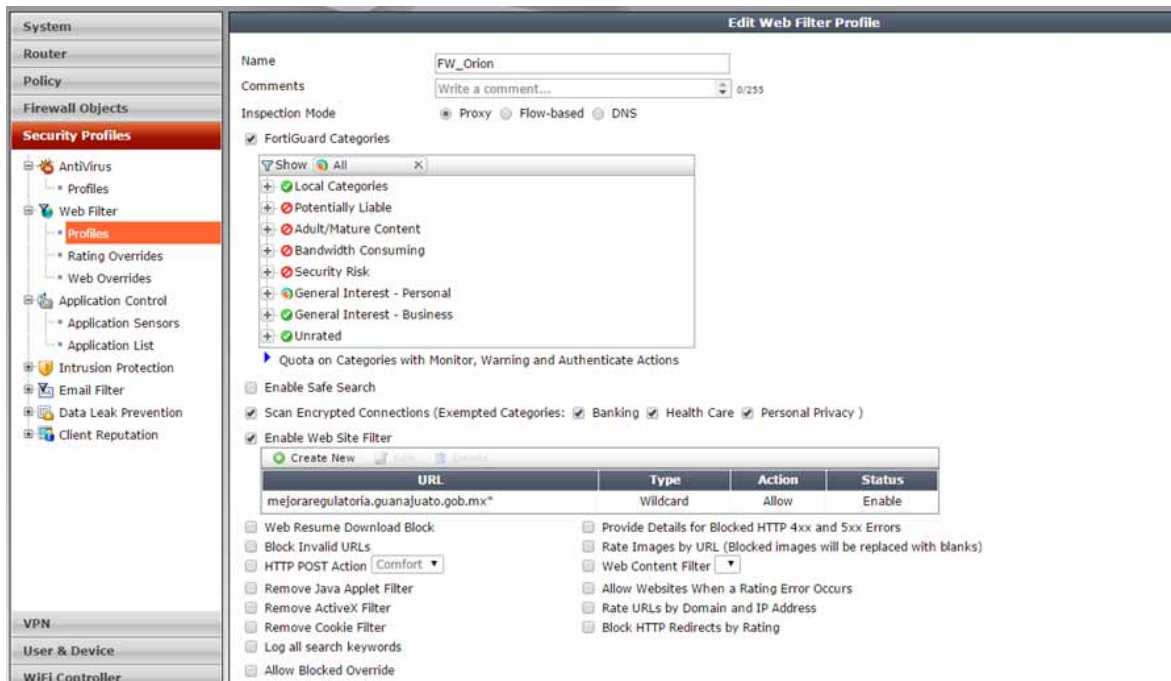 System
Router
Policy
Firewall Objects
Security Profiles
AntiVirus
Profiles
Web Filter
Profiles
Rating Overrides
Web Overrides
Application Control
Application Sensors
Application List
Intrusion Protection
Email Filter
Data Leak Prevention
Client Reputation
VPN
User & Device
WiFi Controller
Edit Web Filter Profile
Name FW_Orion
Comments Write a comment... 0/255
Inspection Mode Proxy Flow-based DNS
FortiGuard Categories
Show All X
Local Categories
Potentially Liable
Adult/Mature Content
Bandwidth Consuming
Security Risk
General Interest - Personal
General Interest - Business
Unrated
Quota on Categories with Monitor, Warning and Authenticate Actions
Enable Safe Search
Scan Encrypted Connections (Exempted Categories: Banking Health Care Personal Privacy )
Enable Web Site Filter
Create New Edit Delete
URL Type Action Status
mejoraregulatoria.guanajuato.gob.mx* Wildcard Allow Enable
Web Resume Download Block Provide Details for Blocked HTTP 4xx and 5xx Errors
Block Invalid URLs Rate Images by URL (Blocked images will be replaced with blanks)
HTTP POST Action Comfort Web Content Filter
Remove Java Applet Filter Allow Websites When a Rating Error Occurs
Remove ActiveX Filter Rate URLs by Domain and IP Address
Remove Cookie Filter Block HTTP Redirects by Rating
Log all search keywords
Allow Blocked Override